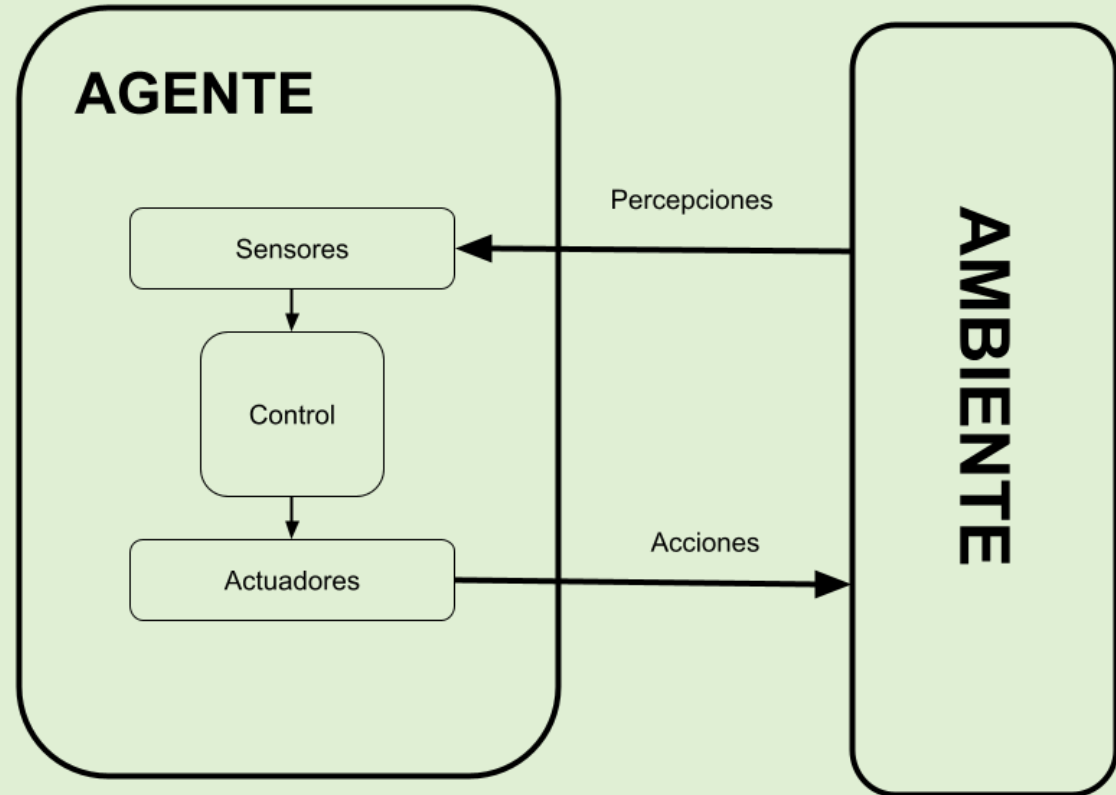 AGENTE
Sensores
Control
Actuadores
Percepciones
Acciones
AMBIENTE